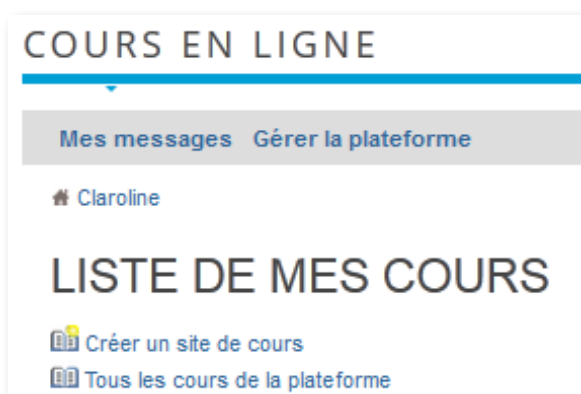 COURS EN LIGNE
Mes messages Gérer la plateforme
Claroline
LISTE DE MES COURS
Créer un site de cours
Tous les cours de la plateforme